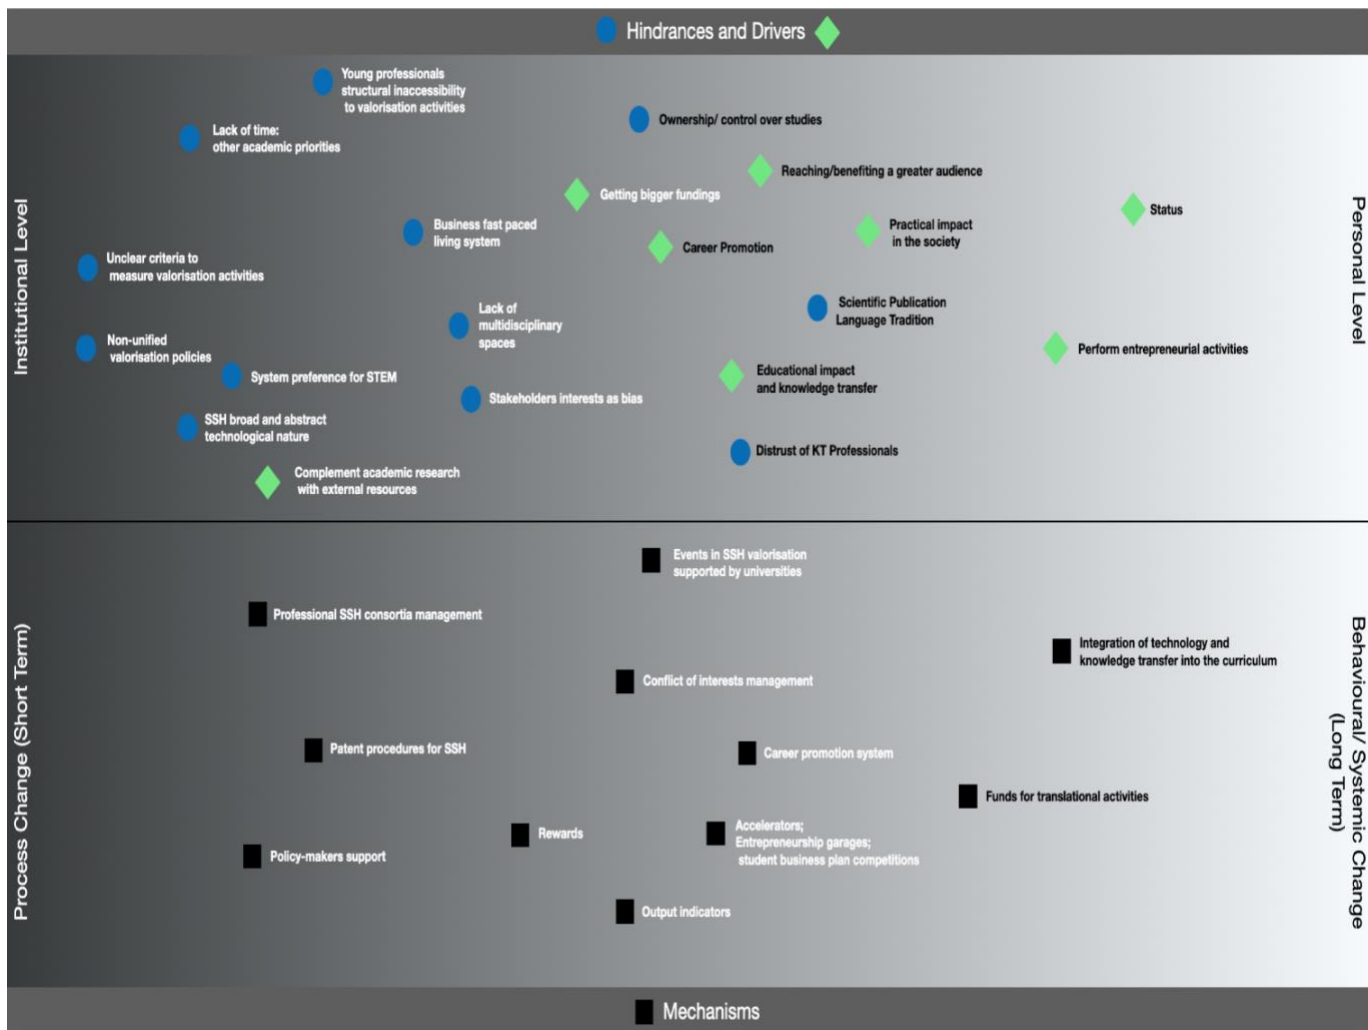 Hindrances and Drivers
Young professionals
structural inaccessibility
to valorisation activities
Lack of time:
other academic priorities
Ownership/ control over studies
Reaching/benefiting a greater audience
Getting bigger fundings
Status
Business fast paced
living system
Practical impact
in the society
Career Promotion
Unclear criteria to
measure valorisation activities
Institutional Level
Personal Level
Lack of
multidisciplinary
spaces
Scientific Publication
Language Tradition
Non-unified
valorisation policies
Perform entrepreneurial activities
System preference for STEM
Educational impact
and knowledge transfer
Stakeholders interests as bias
SSH broad and abstract
technological nature
Distrust of KT Professionals
Complement academic research
with external resources
Events in SSH valorisation
supported by universities
Professional SSH consortia management
Integration of technology and
knowledge transfer into the curriculum
Conflict of interests management
Process Change (Short Term)
Behavioural/ Systemic Change
(Long Term)
Patent procedures for SSH
Career promotion system
Funds for translational activities
Rewards
Accelerators;
Entrepreneurship garages;
student business plan competitions
Policy-makers support
Output indicators
Mechanisms